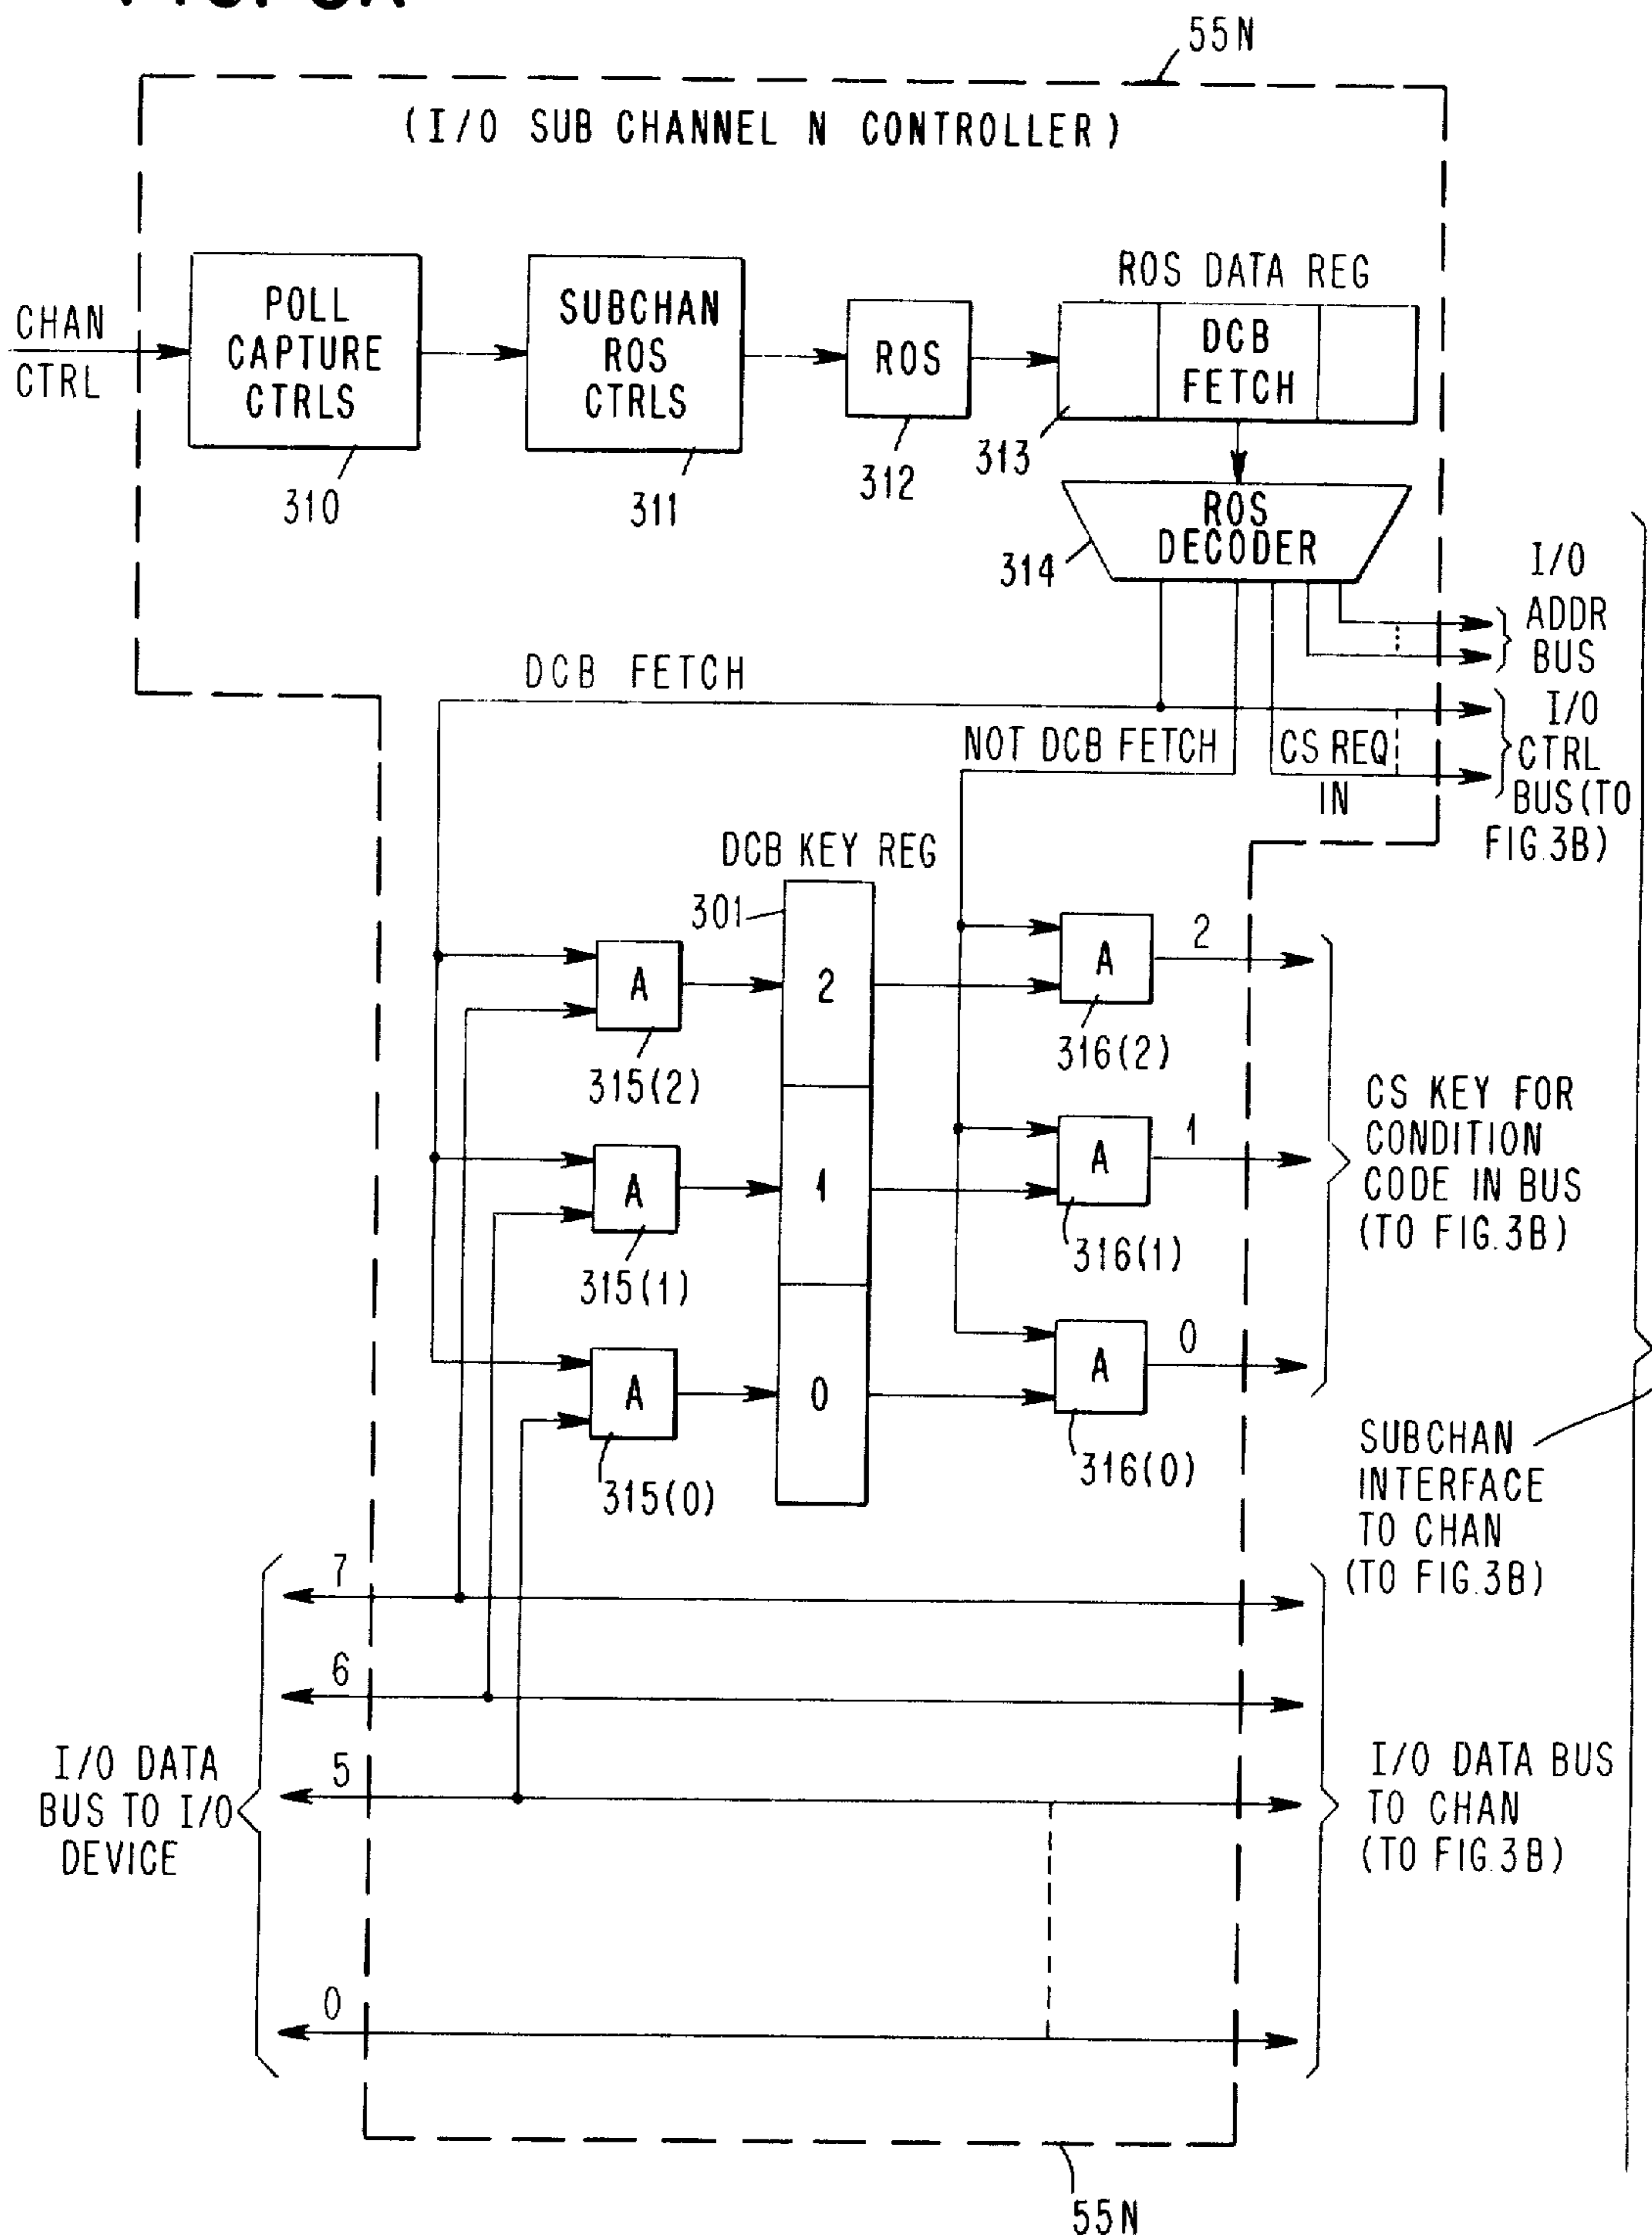 55N
(I/O SUB CHANNEL N CONTROLLER)
CHAN
CTRL
POLL
CAPTURE
CTRLS
310
SUBCHAN
ROS
CTRLS
311
ROS
312
ROS DATA REG
DCB
FETCH
313
ROS
DECODER
314
I/O
ADDR
BUS
DCB FETCH
NOT DCB FETCH
CS REQ
IN
I/O
CTRL
BUS (TO
FIG.3B)
DCB KEY REG
301
2
1
0
A
315(2)
A
315(1)
A
315(0)
A
2
316(2)
A
1
316(1)
A
0
316(0)
CS KEY FOR
CONDITION
CODE IN BUS
(TO FIG.3B)
SUBCHAN
INTERFACE
TO CHAN
(TO FIG.3B)
7
6
5
0
I/O DATA
BUS TO I/O
DEVICE
I/O DATA BUS
TO CHAN
(TO FIG.3B)
55N